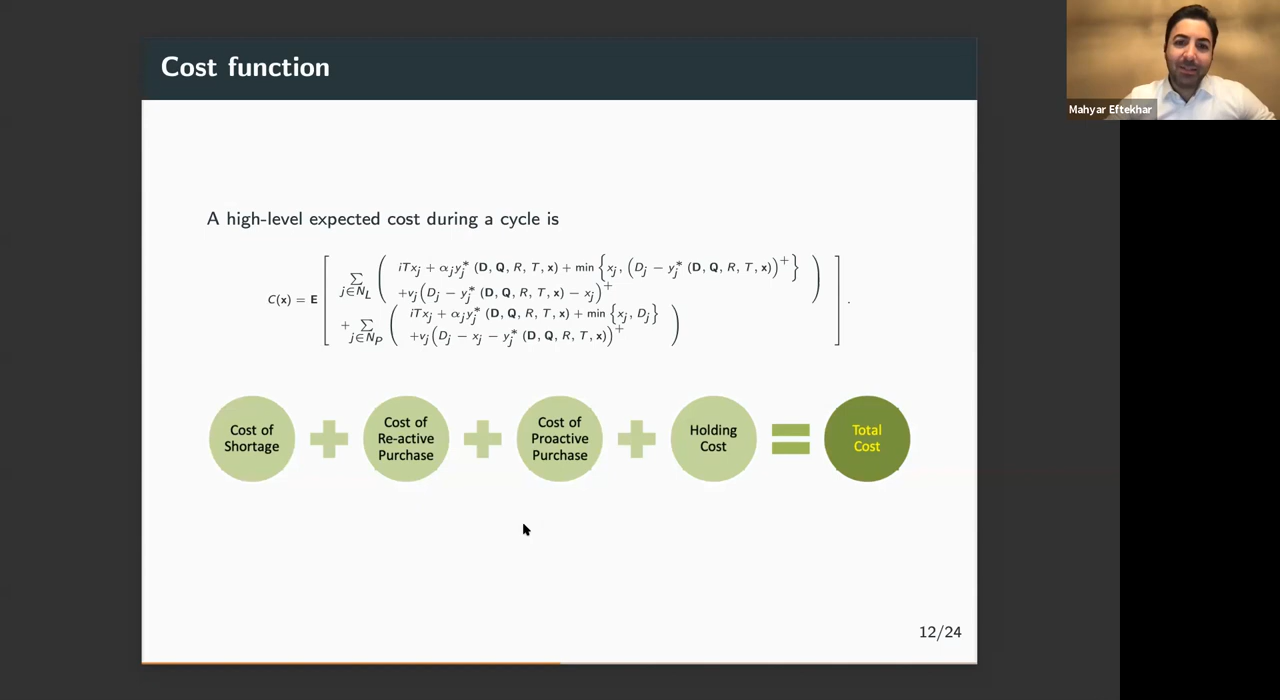 Cost function
Mahyar Eftekhar
A high-level expected cost during a cycle is
iTx_j + α_j y_j^* (D, Q, R, T, x) + min { x_j, (D_j − y_j^* (D, Q, R, T, x))^+ }
∑_{j∈N_L}
+v_j (D_j − y_j^* (D, Q, R, T, x) − x_j)^+
C(x) = E
iTx_j + α_j y_j^* (D, Q, R, T, x) + min { x_j, D_j }
+ ∑_{j∈N_P}
+v_j (D_j − x_j − y_j^* (D, Q, R, T, x))^+
.
Cost of
Shortage
+
Cost of
Re-active
Purchase
+
Cost of
Proactive
Purchase
+
Holding
Cost
=
Total
Cost
12/24